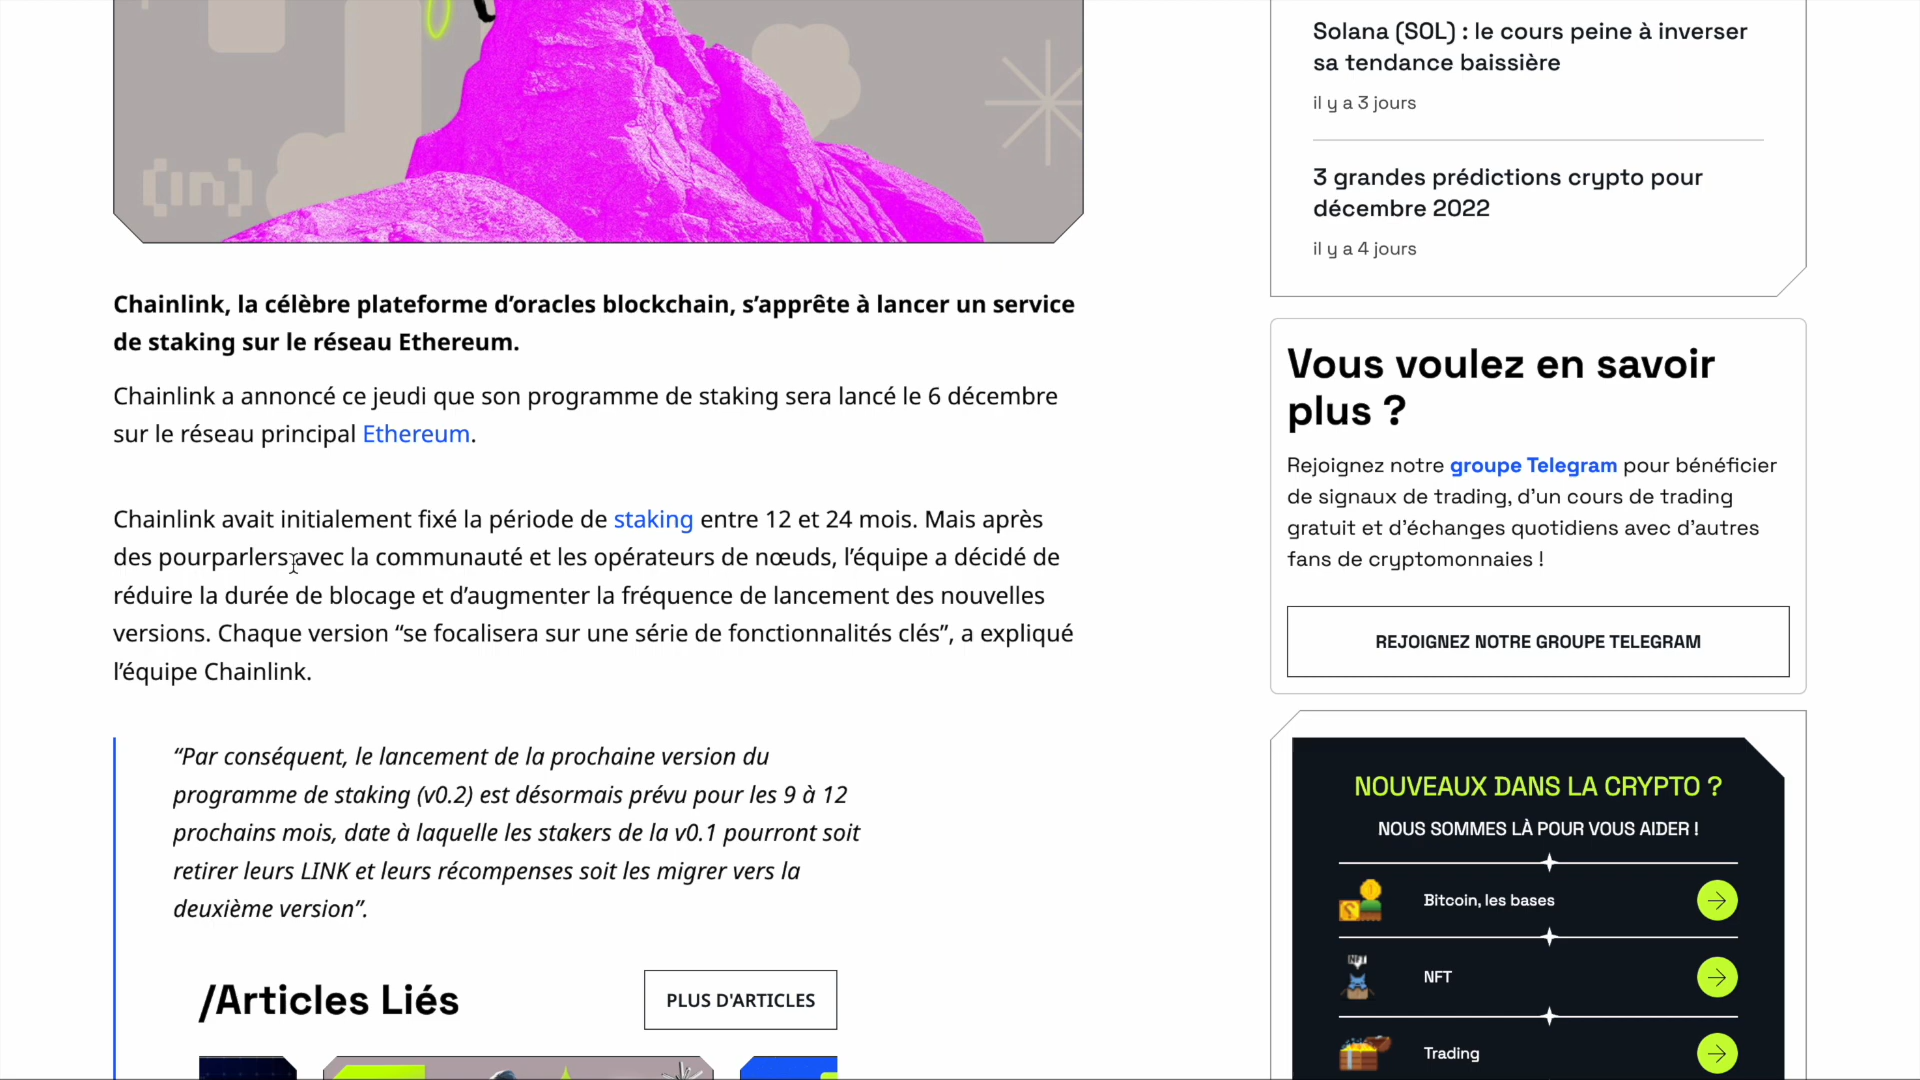 [in]
Chainlink, la célèbre plateforme d’oracles blockchain, s’apprête à lancer un service
de staking sur le réseau Ethereum.
Chainlink a annoncé ce jeudi que son programme de staking sera lancé le 6 décembre
sur le réseau principal Ethereum.
Chainlink avait initialement fixé la période de staking entre 12 et 24 mois. Mais après
des pourparlers avec la communauté et les opérateurs de nœuds, l’équipe a décidé de
réduire la durée de blocage et d’augmenter la fréquence de lancement des nouvelles
versions. Chaque version “se focalisera sur une série de fonctionnalités clés”, a expliqué
l’équipe Chainlink.
“Par conséquent, le lancement de la prochaine version du
programme de staking (v0.2) est désormais prévu pour les 9 à 12
prochains mois, date à laquelle les stakers de la v0.1 pourront soit
retirer leurs LINK et leurs récompenses soit les migrer vers la
deuxième version”.
/Articles Liés
PLUS D'ARTICLES
Solana (SOL) : le cours peine à inverser
sa tendance baissière
il y a 3 jours
3 grandes prédictions crypto pour
décembre 2022
il y a 4 jours
Vous voulez en savoir
plus ?
Rejoignez notre groupe Telegram pour bénéficier
de signaux de trading, d’un cours de trading
gratuit et d’échanges quotidiens avec d’autres
fans de cryptomonnaies !
REJOIGNEZ NOTRE GROUPE TELEGRAM
NOUVEAUX DANS LA CRYPTO ?
NOUS SOMMES LÀ POUR VOUS AIDER !
Bitcoin, les bases
NFT
NFT
Trading